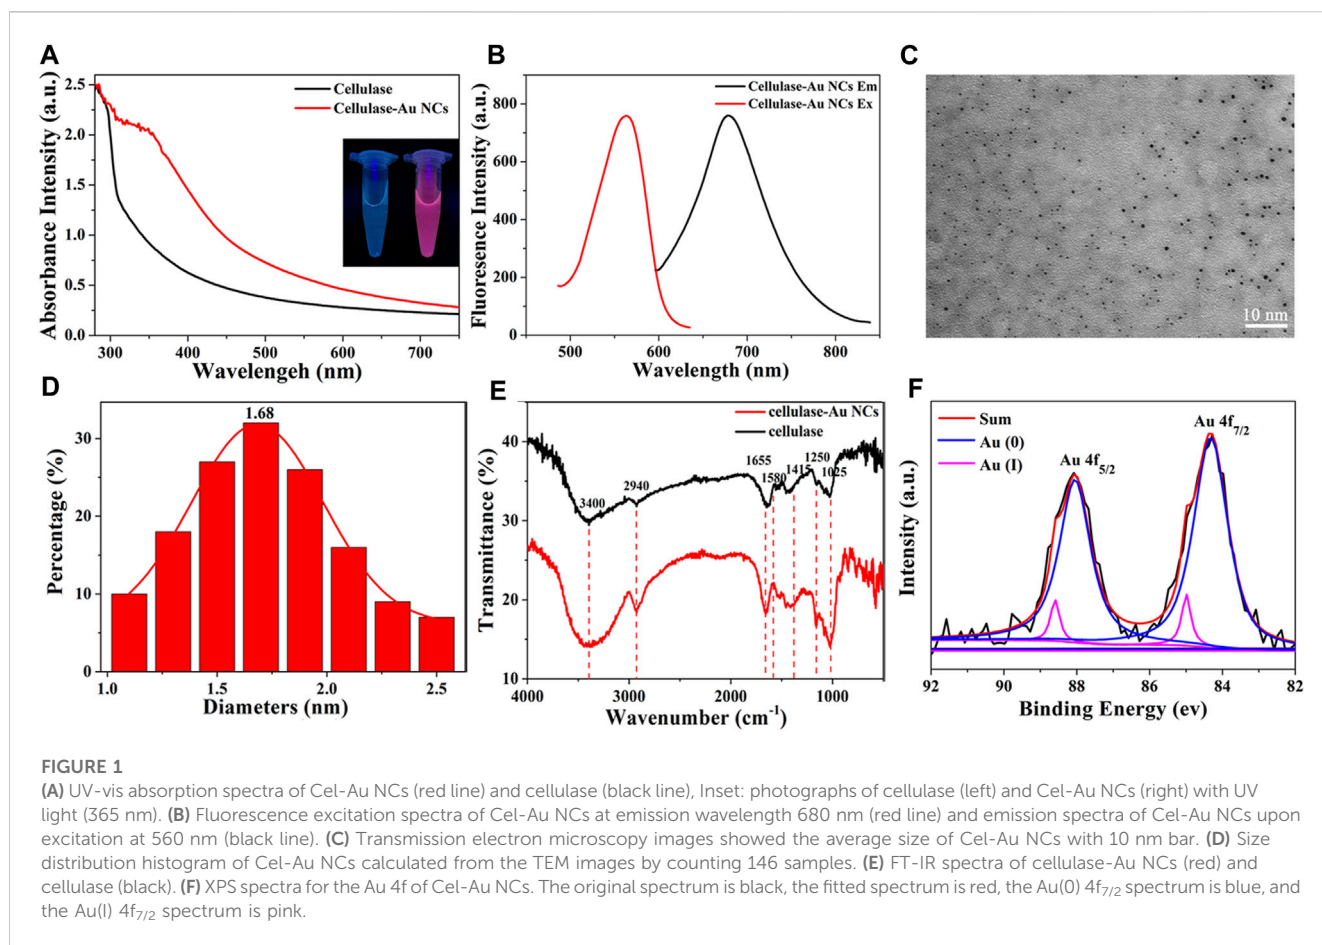 A
Absorbance Intensity (a.u.)
2.5
2.0
1.5
1.0
0.5
0.0
Cellulase
Cellulase-Au NCs
300 400 500 600 700
Wavelengeh (nm)
B
Fluoresence Intensity (a.u.)
800
600
400
200
0
Cellulase-Au NCs Em
Cellulase-Au NCs Ex
500 600 700 800
Wavelength (nm)
C
10 nm
D
Percentage (%)
30
20
10
0
1.68
1.0 1.5 2.0 2.5
Diameters (nm)
E
Transmittance (%)
40
30
20
10
cellulase-Au NCs
cellulase
3400
2940
1655
1580
1415
1250
1025
4000 3000 2000 1000
Wavenumber (cm-1)
F
Intensity (a.u.)
Sum
Au (0)
Au (I)
Au 4f5/2
Au 4f7/2
92 90 88 86 84 82
Binding Energy (ev)
FIGURE 1
(A) UV-vis absorption spectra of Cel-Au NCs (red line) and cellulase (black line), Inset: photographs of cellulase (left) and Cel-Au NCs (right) with UV
light (365 nm). (B) Fluorescence excitation spectra of Cel-Au NCs at emission wavelength 680 nm (red line) and emission spectra of Cel-Au NCs upon
excitation at 560 nm (black line). (C) Transmission electron microscopy images showed the average size of Cel-Au NCs with 10 nm bar. (D) Size
distribution histogram of Cel-Au NCs calculated from the TEM images by counting 146 samples. (E) FT-IR spectra of cellulase-Au NCs (red) and
cellulase (black). (F) XPS spectra for the Au 4f of Cel-Au NCs. The original spectrum is black, the fitted spectrum is red, the Au(0) 4f7/2 spectrum is blue, and
the Au(I) 4f7/2 spectrum is pink.